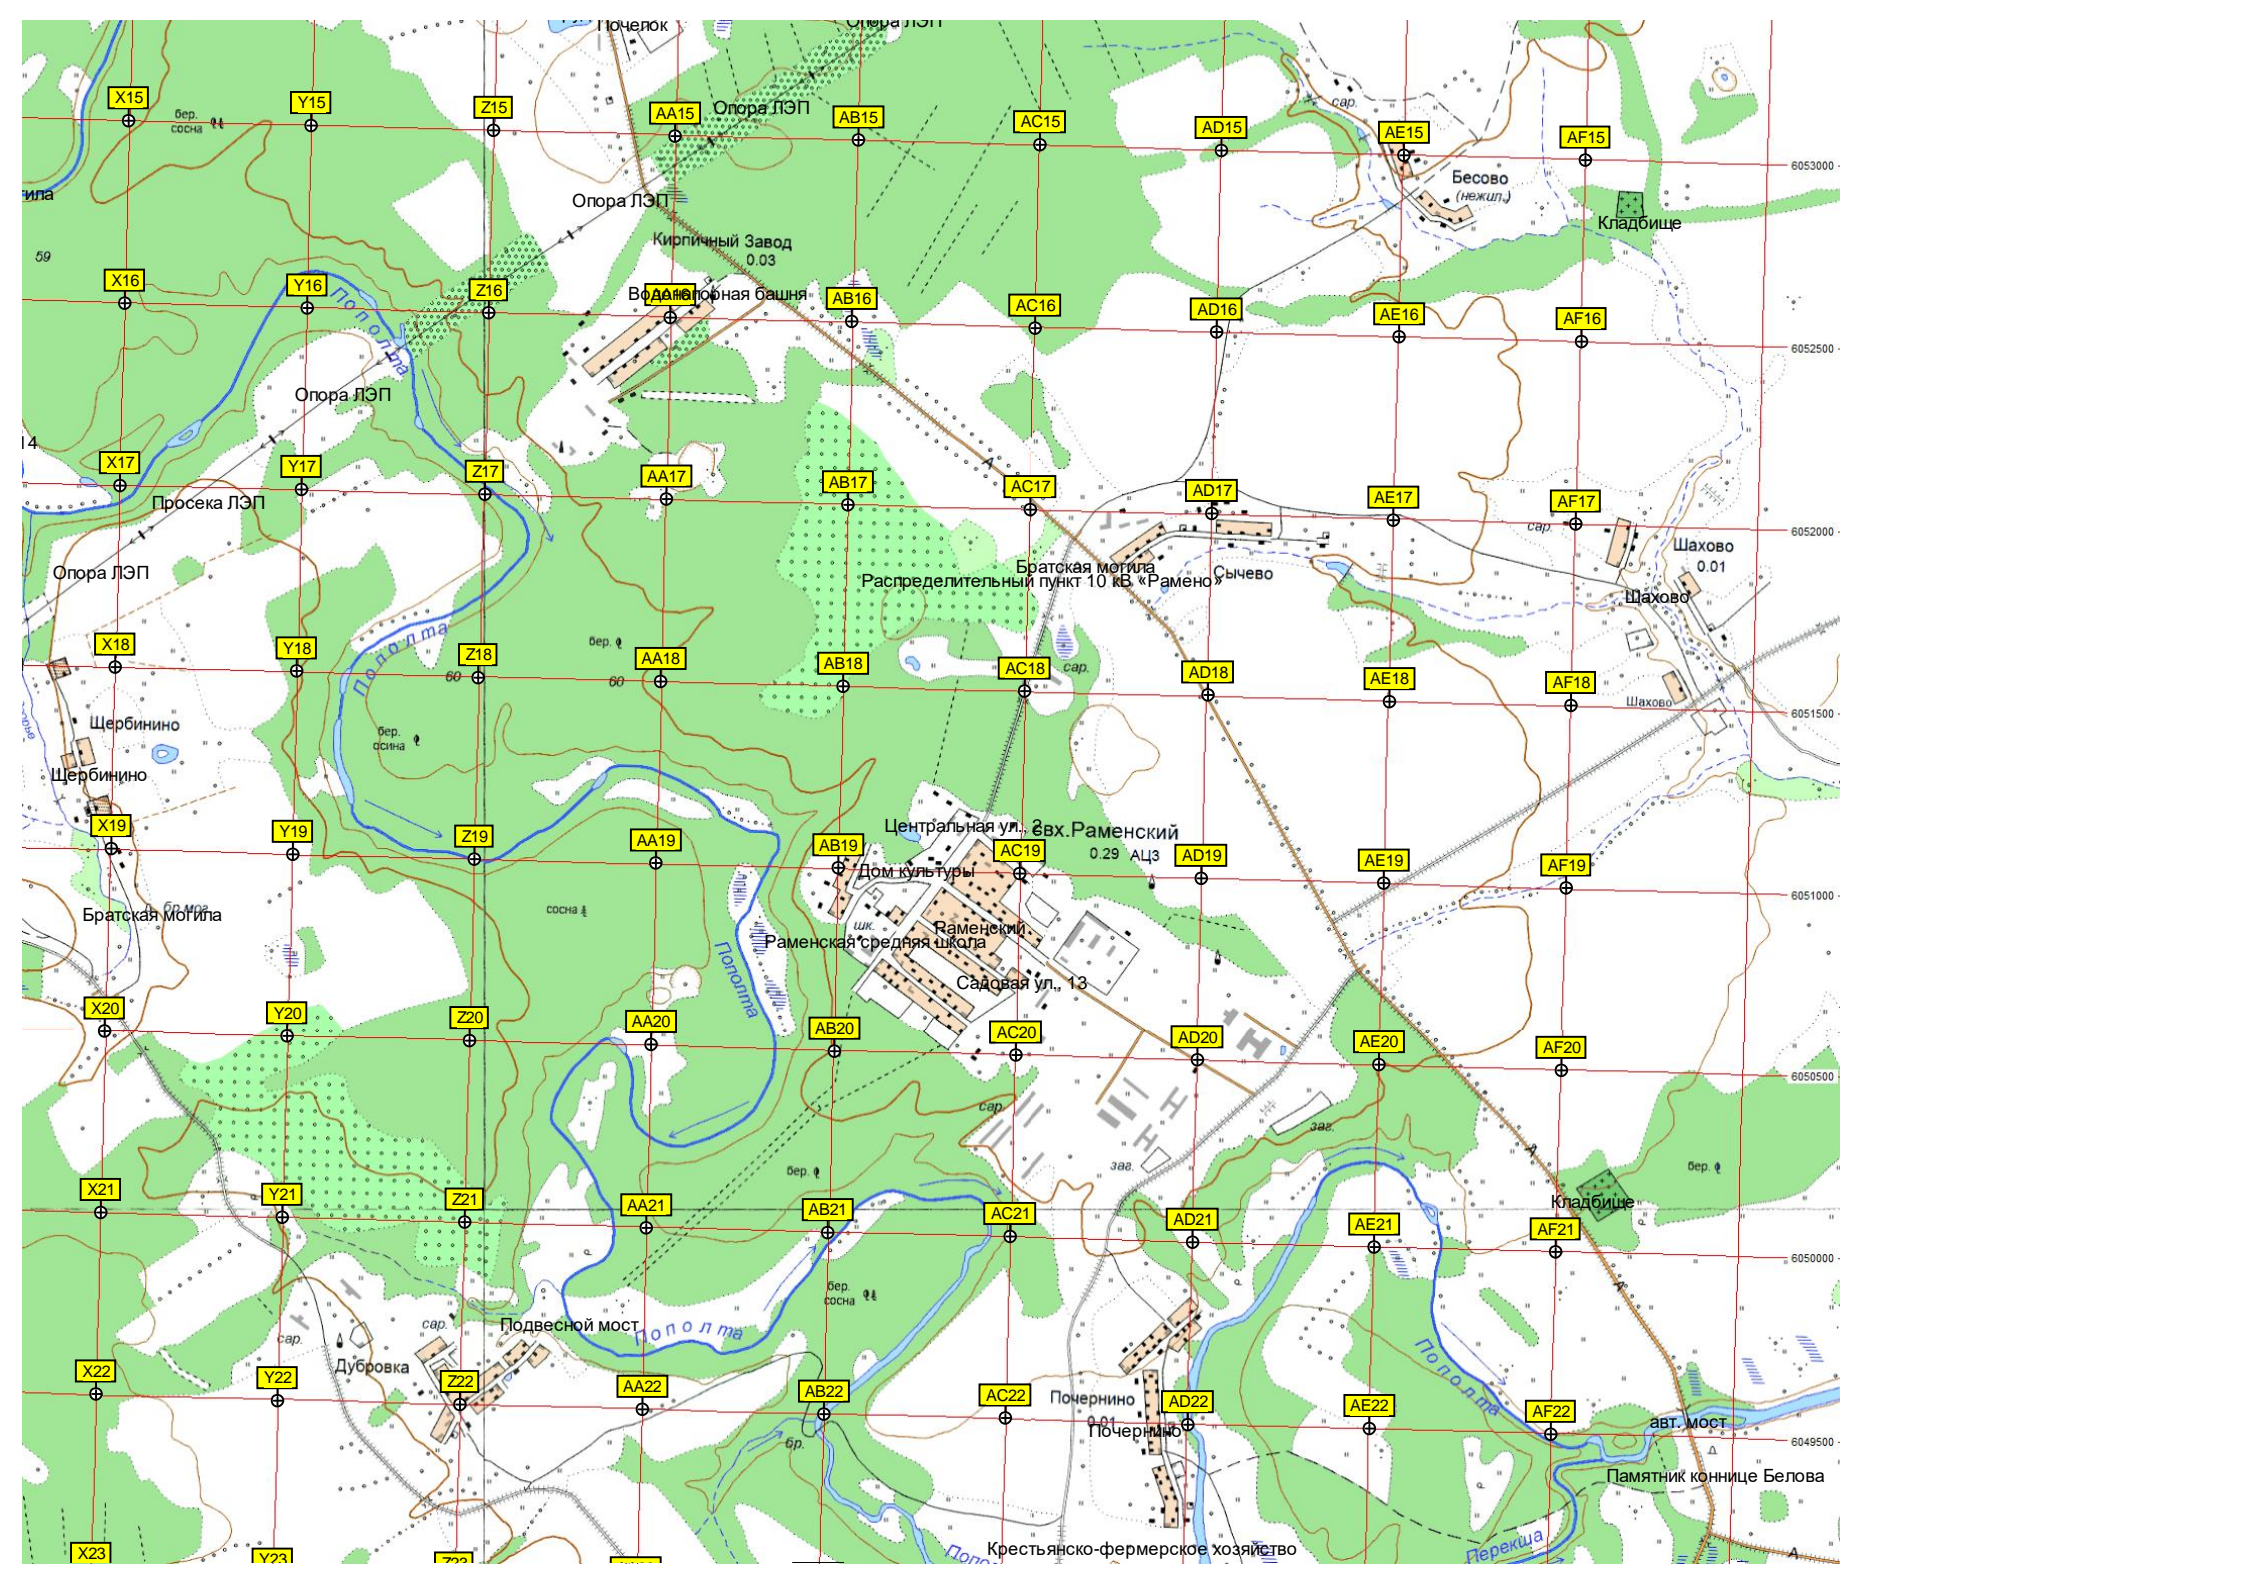 Почепок
Опора ЛЭП
X15
Y15
Z15
AA15
Опора ЛЭП
AB15
AC15
AD15
AE15
AF15
сар.
бер.
сосна
6053000
Бесово
(нежил.)
Опора ЛЭП
Кладбище
Кирпичный Завод
0.03
59
X16
Y16
Z16
Водонапорная башня
AB16
AC16
AD16
AE16
AF16
Пополта
6052500
Опора ЛЭП
14
X17
Y17
Z17
AA17
AB17
A
AC17
AD17
AE17
AF17
Просека ЛЭП
сар.
6052000
Шахово
0.01
Опора ЛЭП
Братская могила
Распределительный пункт 10 кВ «Рамено»
Сычево
Шахово
Пополта
бер.
X18
Y18
Z18
AA18
AB18
AC18
сар.
AD18
AE18
AF18
60
60
Шахово
6051500
Щербинино
бер.
осина
Щербинино
X19
Y19
Z19
AA19
AB19
Центральная ул., 2
свх.Раменский
0.29 АЦЗ
AC19
AD19
AE19
AF19
Дом культуры
6051000
сосна
бр.мог.
Братская могила
шк.
Раменский
Раменская средняя школа
Пополта
Садовая ул., 13
X20
Y20
Z20
AA20
AB20
AC20
AD20
AE20
AF20
6050500
сар.
заг.
A
заг.
бер.
бер.
X21
Y21
Z21
AA21
AB21
AC21
AD21
AE21
AF21
Кладбище
6050000
бер.
сосна
A
сар.
сар.
Подвесной мост
Пополта
Дубровка
Пополта
X22
Y22
Z22
AA22
AB22
AC22
AD22
AE22
AF22
Почернино
0.01
Почернино
авт. мост
6049500
бр.
Памятник коннице Белова
X23
Y23
Z23
Крестьянско-фермерское хозяйство
Перекша
A